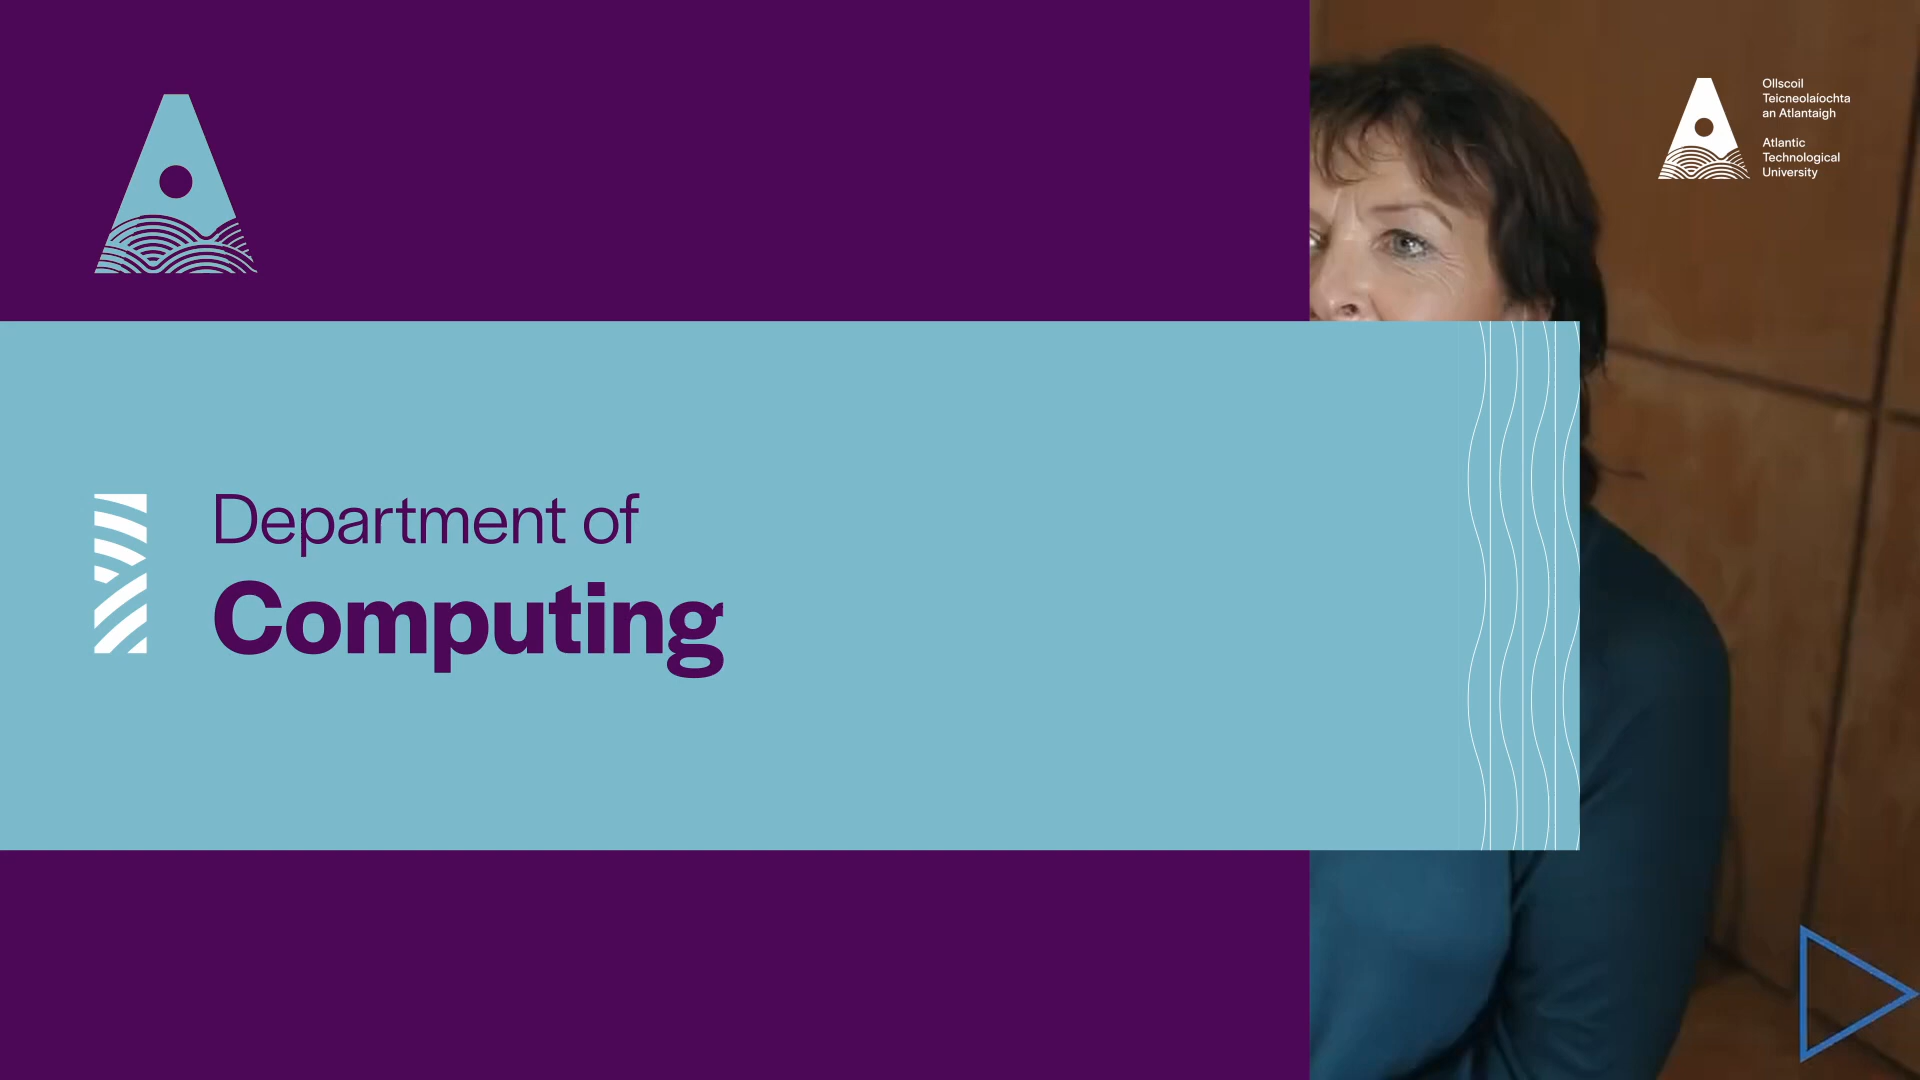 Ollscoil
Teicneolaíochta
an Atlantaigh
Atlantic
Technological
University
Department of
Computing